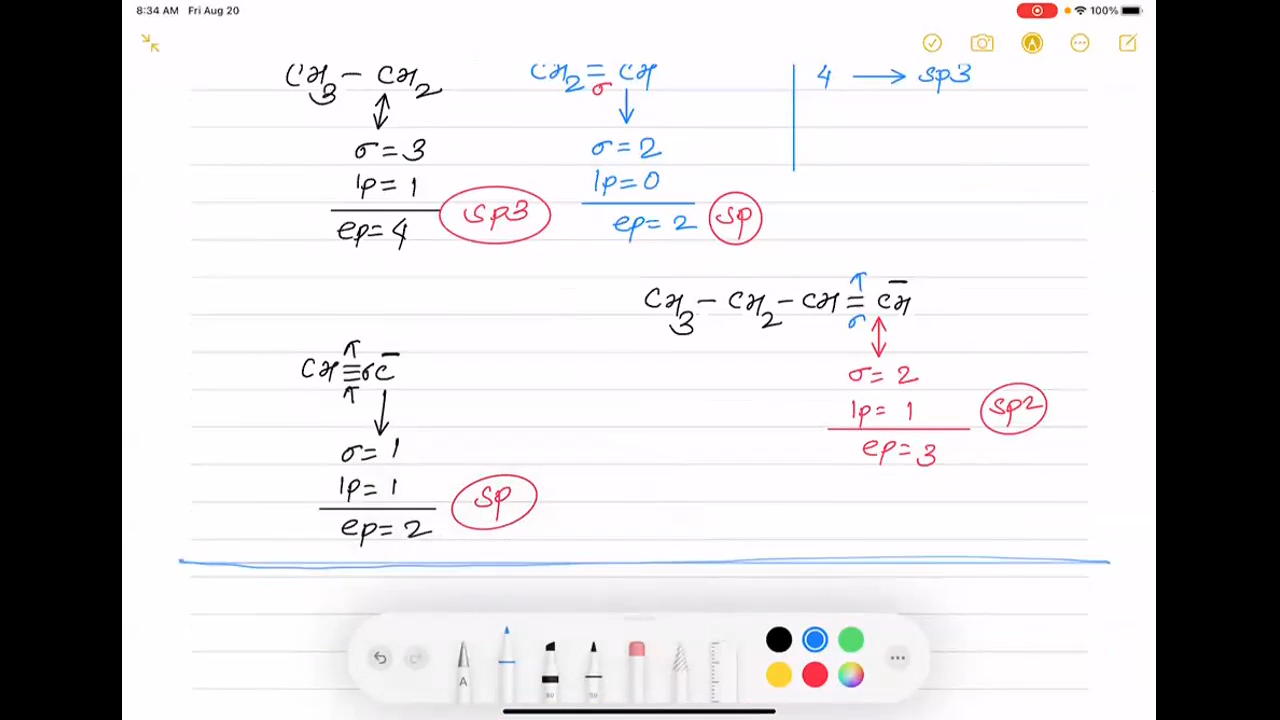 8:34 AM Fri Aug 20
100%
CH3 – CH2
σ = 3
lp = 1
ep = 4
sp3
CH2 = CH
σ
σ = 2
lp = 0
ep = 2
sp
4 → sp3
CH3 – CH2 – CH = CH̄
σ
σ = 2
lp = 1
ep = 3
sp2
CH ≡ C̄
σ
σ = 1
lp = 1
ep = 2
sp
A